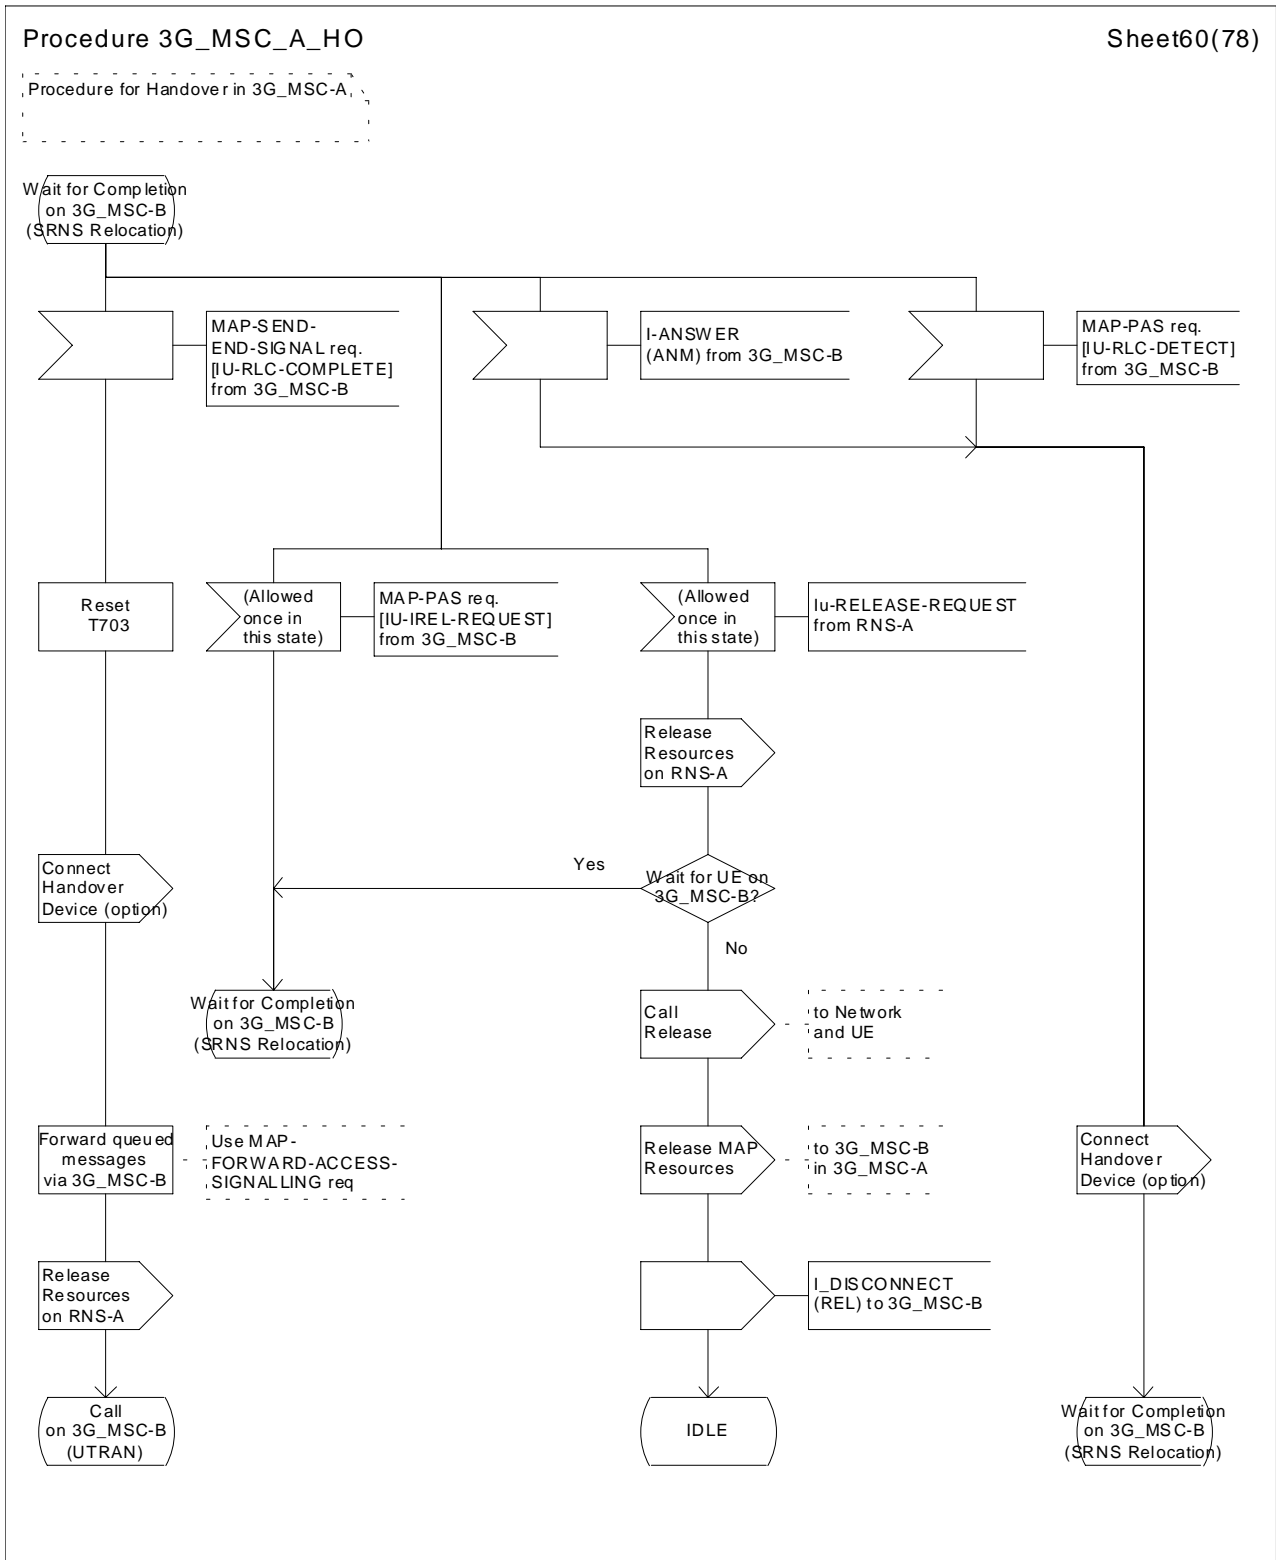 Procedure 3G_MSC_A_HO
Sheet60(78)
Procedure for Handover in 3G_MSC-A
Wait for Completion
on 3G_MSC-B
(SRNS Relocation)
MAP-SEND-
END-SIGNAL req.
[IU-RLC-COMPLETE]
from 3G_MSC-B
I-ANSWER
(ANM) from 3G_MSC-B
MAP-PAS req.
[IU-RLC-DETECT]
from 3G_MSC-B
Reset
T703
(Allowed
once in
this state)
MAP-PAS req.
[IU-IREL-REQUEST]
from 3G_MSC-B
(Allowed
once in
this state)
Iu-RELEASE-REQUEST
from RNS-A
Release
Resources
on RNS-A
Connect
Handover
Device (option)
Yes
Wait for UE on
3G_MSC-B?
No
Wait for Completion
on 3G_MSC-B
(SRNS Relocation)
Call
Release
to Network
and UE
Forward queued
messages
via 3G_MSC-B
Use MAP-
FORWARD-ACCESS-
SIGNALLING req
Release MAP
Resources
to 3G_MSC-B
in 3G_MSC-A
Connect
Handover
Device (option)
Release
Resources
on RNS-A
I_DISCONNECT
(REL) to 3G_MSC-B
Call
on 3G_MSC-B
(UTRAN)
IDLE
Wait for Completion
on 3G_MSC-B
(SRNS Relocation)